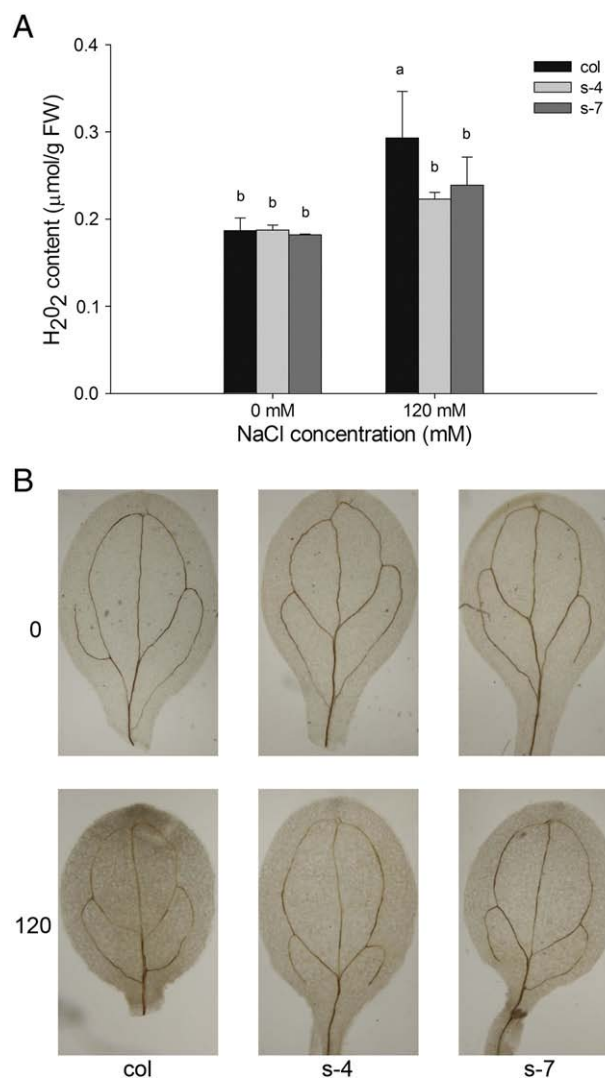 A
H2O2 content (μmol/g FW)
0.4
0.3
0.2
0.1
0.0
col
s-4
s-7
b
b
b
a
b
b
0 mM
120 mM
NaCl concentration (mM)
B
0
120
col
s-4
s-7